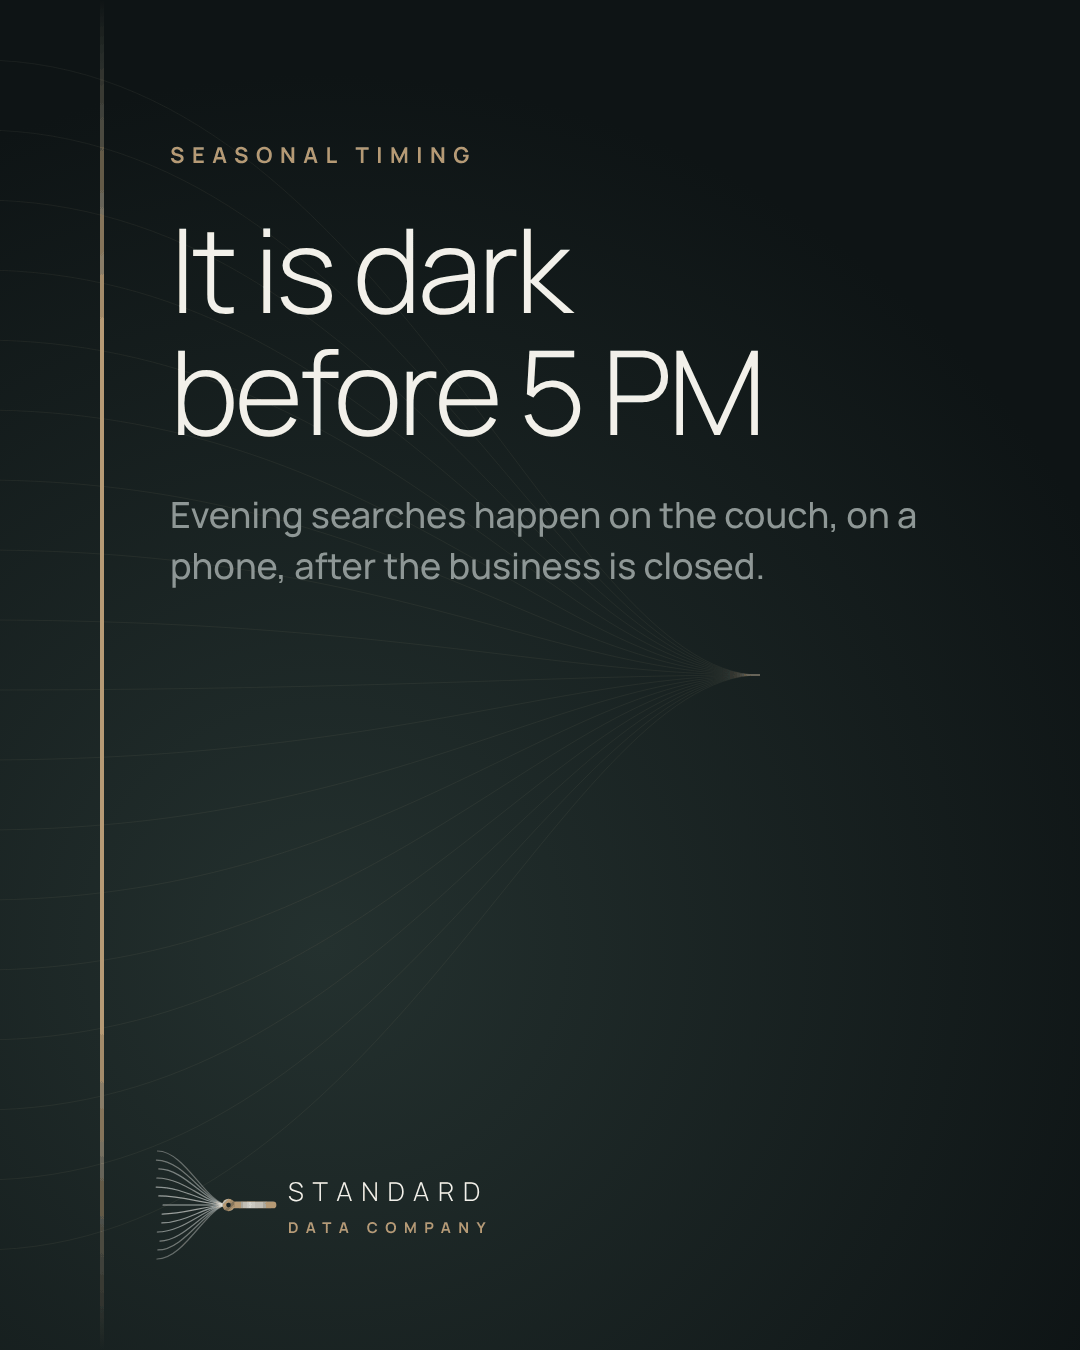 SEASONAL TIMING
It is dark
before 5 PM
Evening searches happen on the couch, on a
phone, after the business is closed.
STANDARD
DATA COMPANY